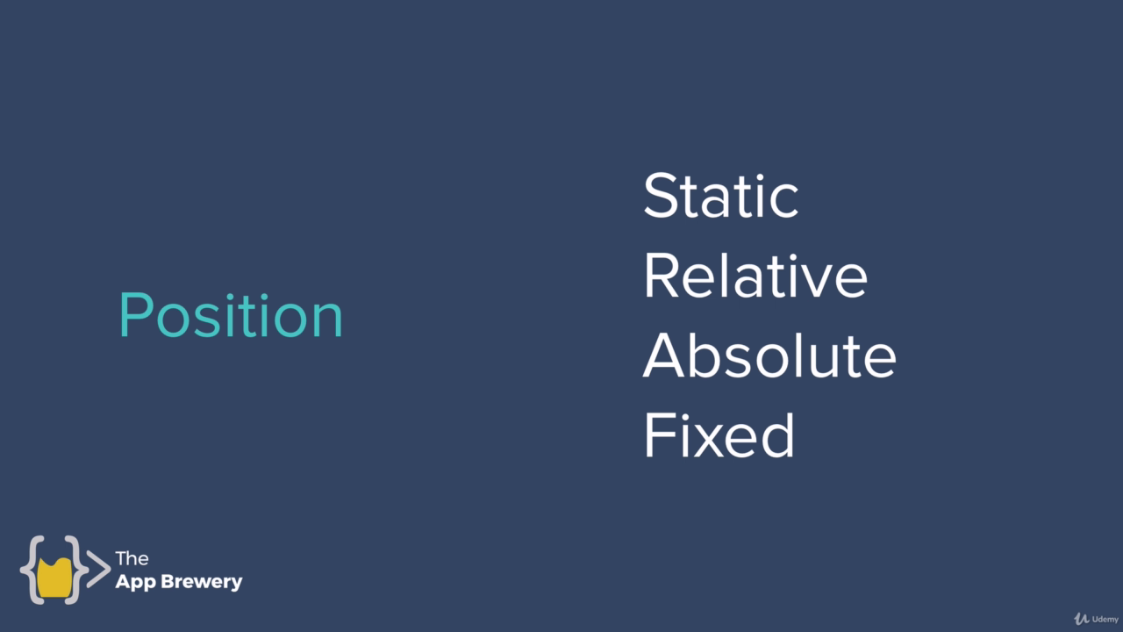 Position
Static
Relative
Absolute
Fixed
The
App Brewery
Udemy